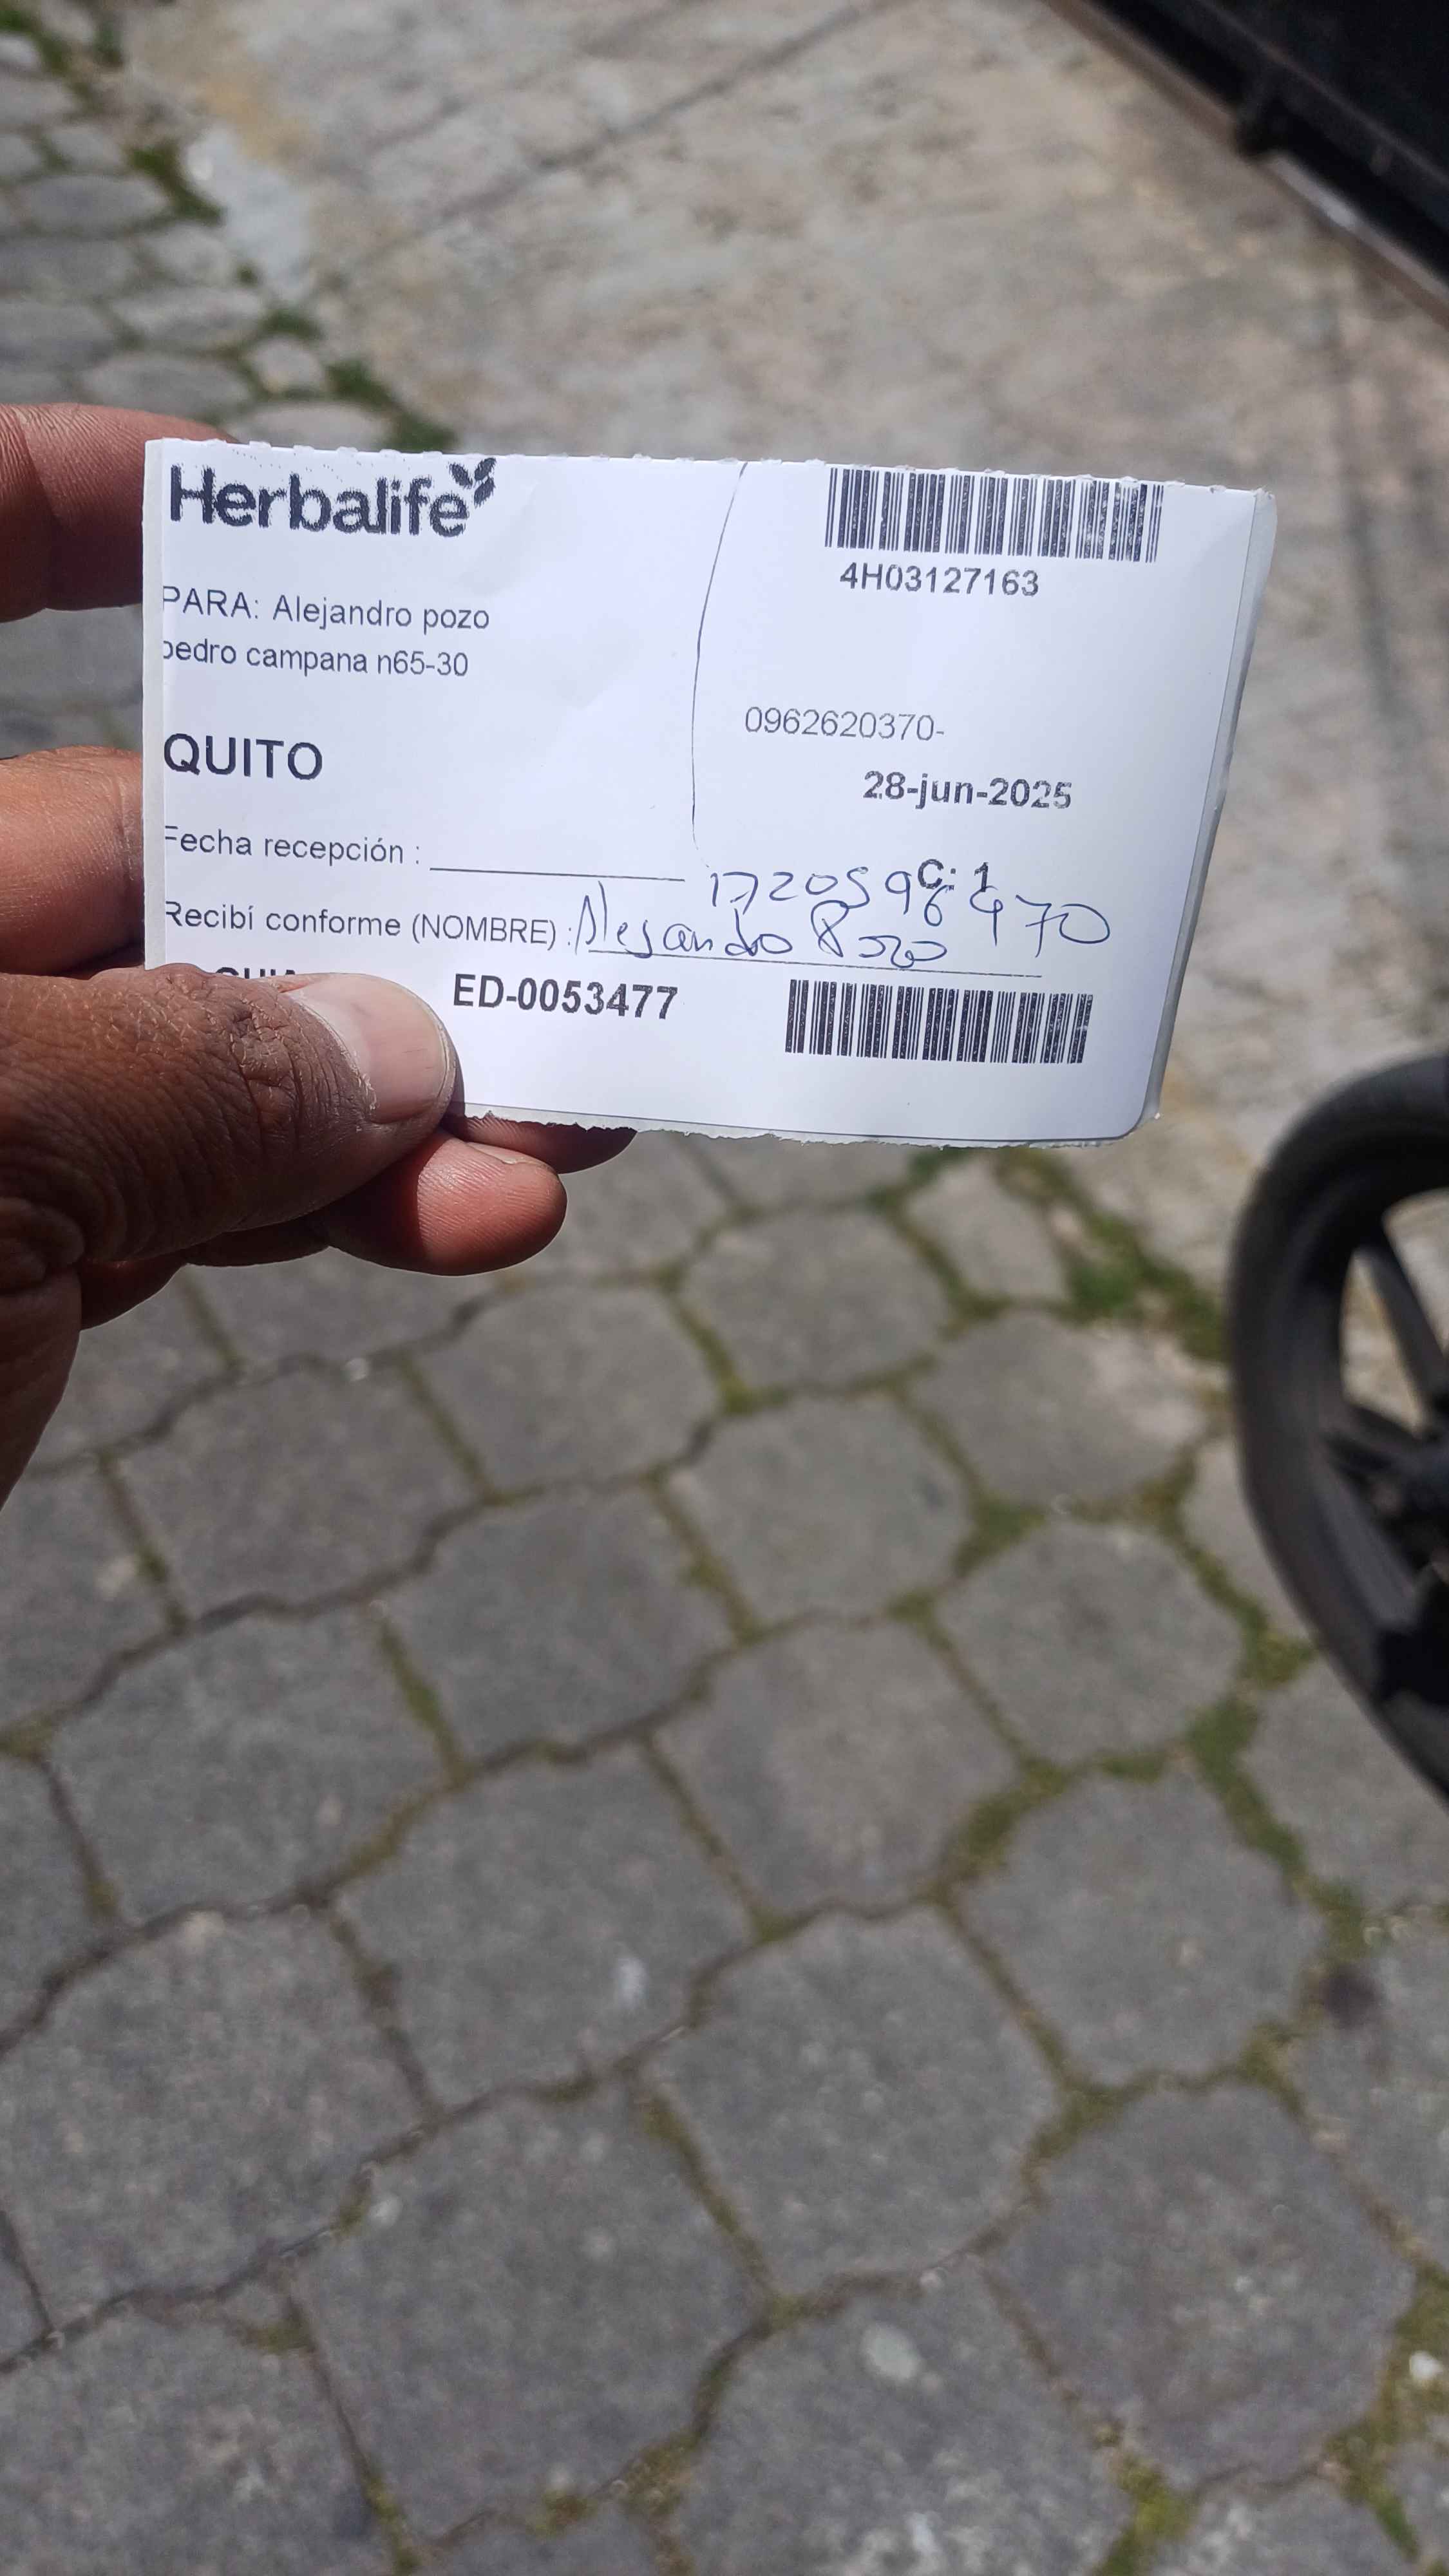 Herbalife
4H03127163
PARA: Alejandro pozo
pedro campana n65-30
0962620370-
QUITO
28-jun-2025
Fecha recepción :
C: 1
1720598470
Recibí conforme (NOMBRE) : Alejandro Pozo
ED-0053477